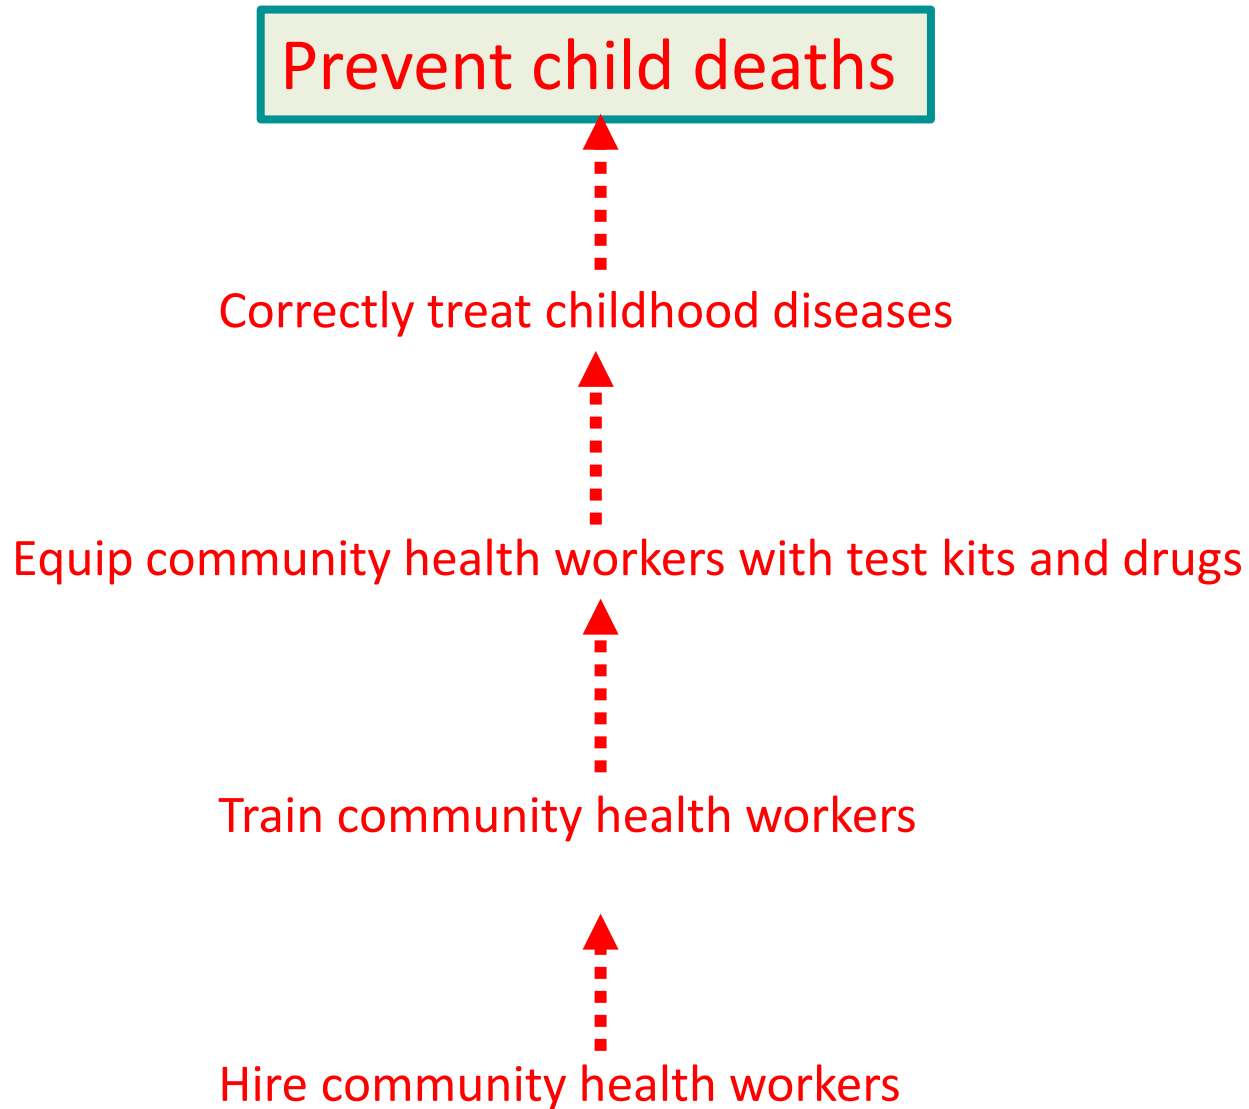 Prevent child deaths
Correctly treat childhood diseases
Equip community health workers with test kits and drugs
Train community health workers
Hire community health workers